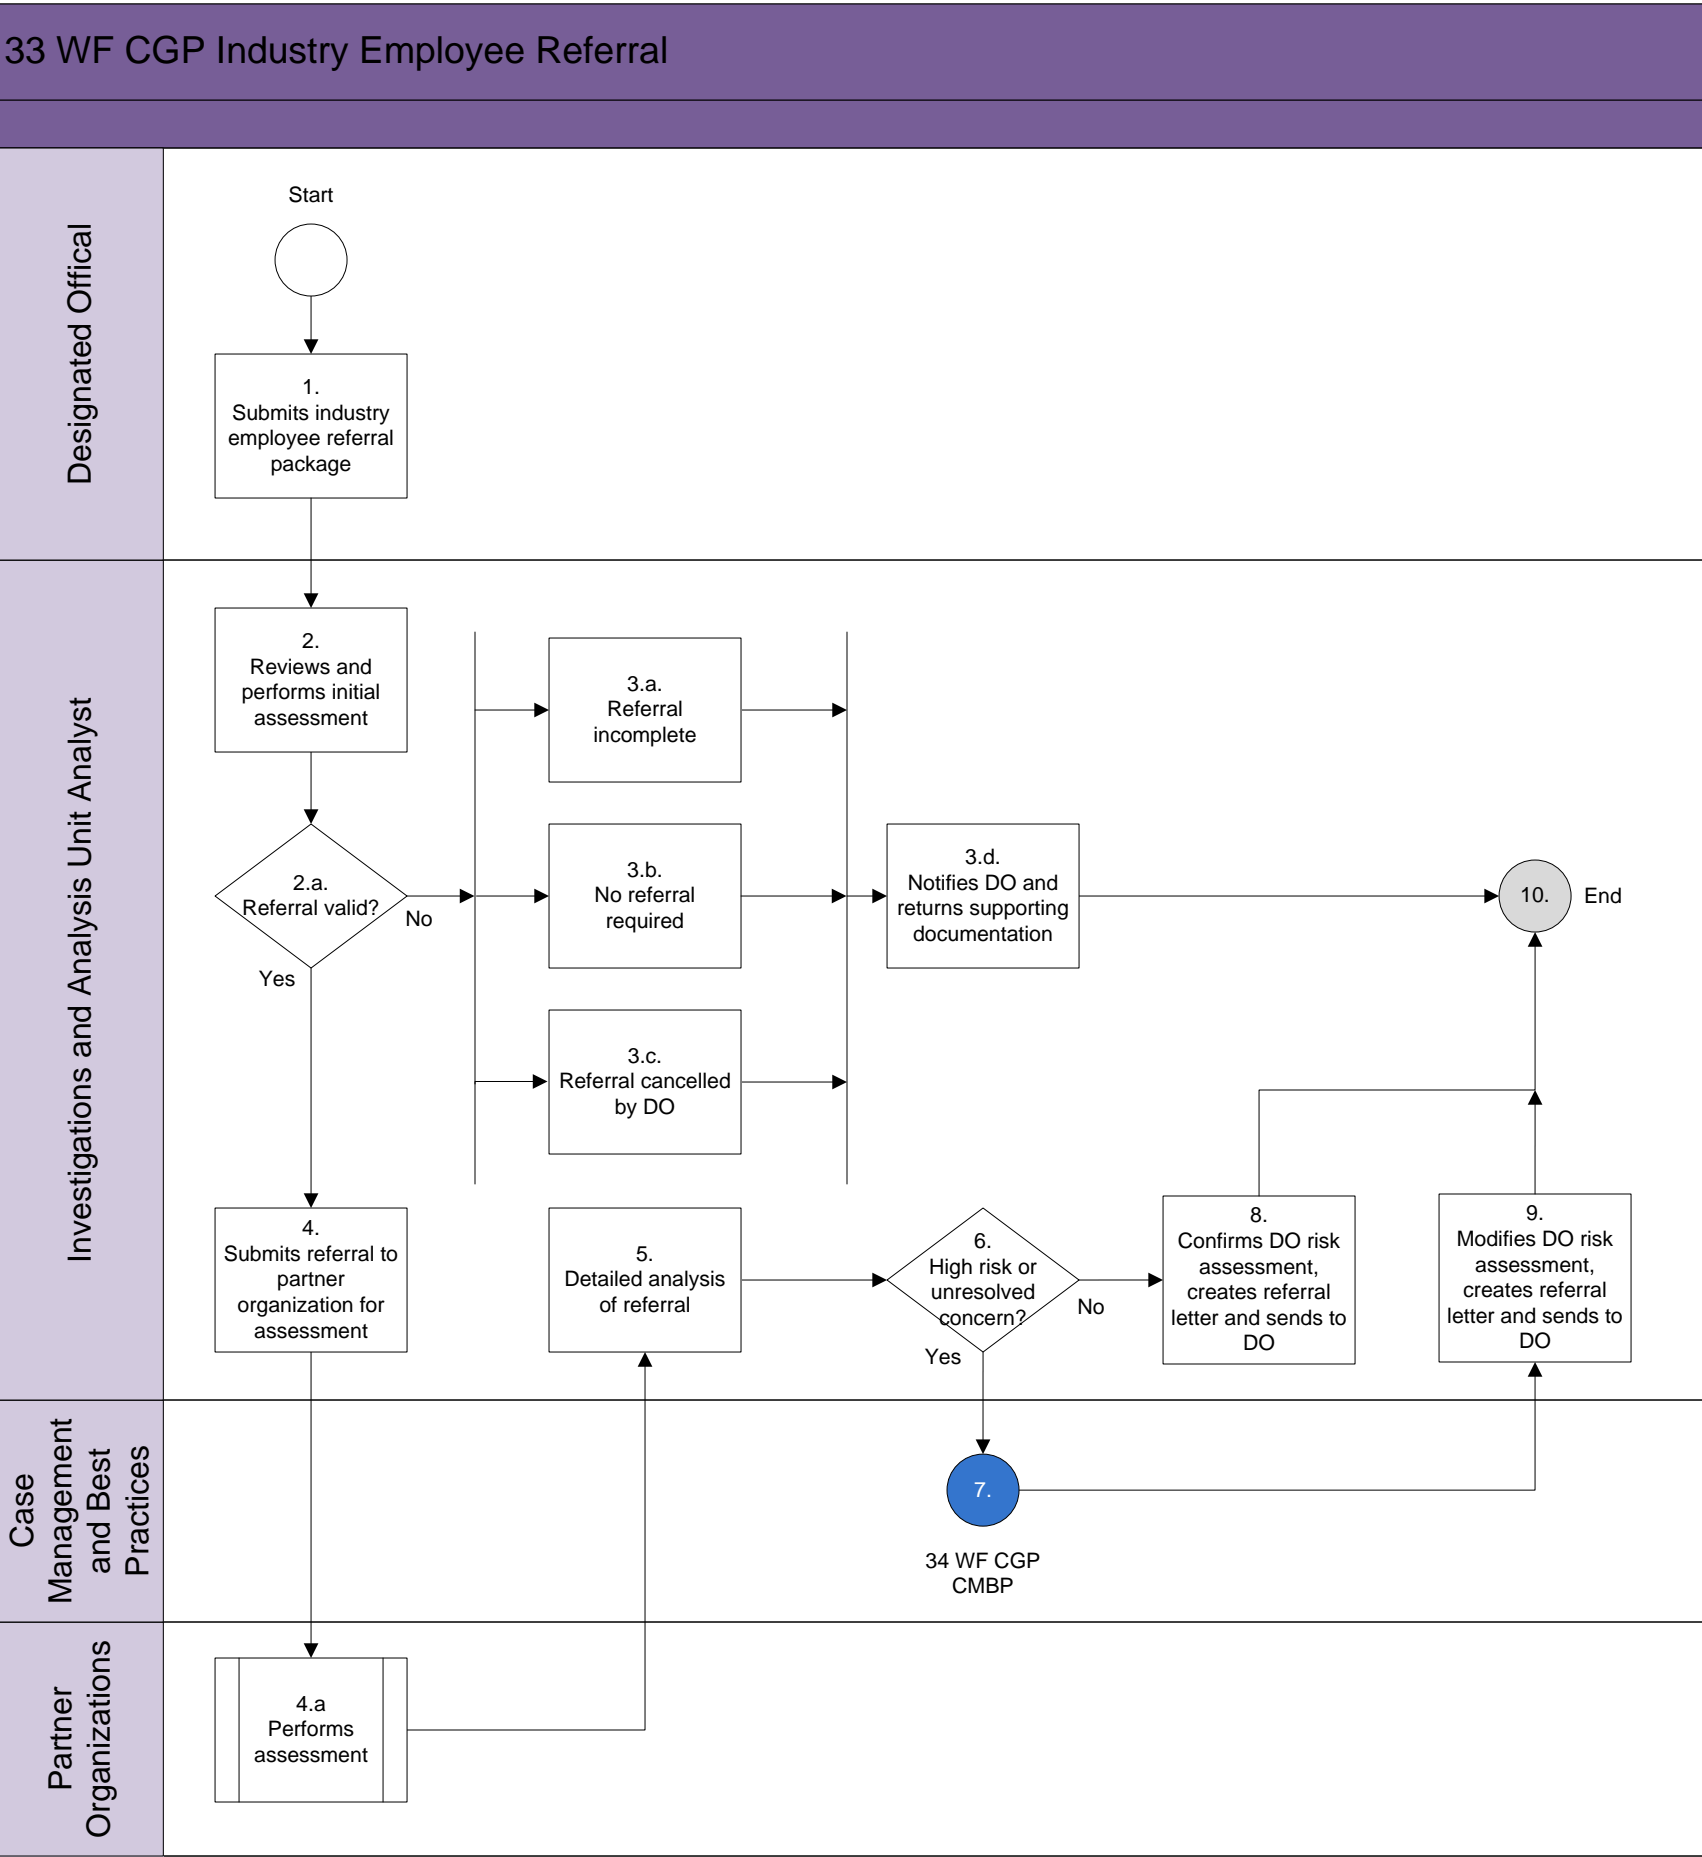 33 WF CGP Industry Employee Referral
Designated Offical
Start
1.
Submits industry
employee referral
package
Investigations and Analysis Unit Analyst
2.
Reviews and
performs initial
assessment
2.a.
Referral valid?
No
Yes
3.a.
Referral
incomplete
3.b.
No referral
required
3.c.
Referral cancelled
by DO
3.d.
Notifies DO and
returns supporting
documentation
10.
End
4.
Submits referral to
partner
organization for
assessment
5.
Detailed analysis
of referral
6.
High risk or
unresolved
concern?
No
Yes
8.
Confirms DO risk
assessment,
creates referral
letter and sends to
DO
9.
Modifies DO risk
assessment,
creates referral
letter and sends to
DO
Case
Management
and Best
Practices
7.
34 WF CGP
CMBP
Partner
Organizations
4.a
Performs
assessment